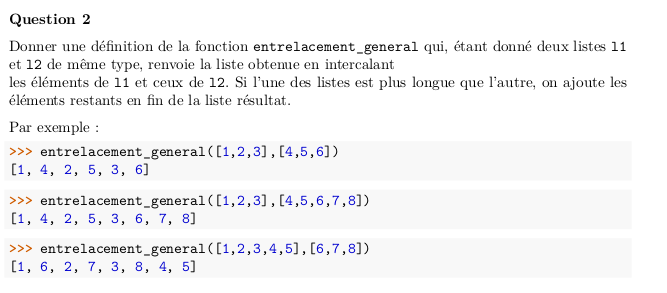 Question 2
Donner une définition de la fonction entrelacement_general qui, étant donné deux listes l1
et l2 de même type, renvoie la liste obtenue en intercalant
les éléments de l1 et ceux de l2. Si l'une des listes est plus longue que l'autre, on ajoute les
éléments restants en fin de la liste résultat.
Par exemple :
>>> entrelacement_general([1,2,3],[4,5,6])
[1, 4, 2, 5, 3, 6]
>>> entrelacement_general([1,2,3],[4,5,6,7,8])
[1, 4, 2, 5, 3, 6, 7, 8]
>>> entrelacement_general([1,2,3,4,5],[6,7,8])
[1, 6, 2, 7, 3, 8, 4, 5]